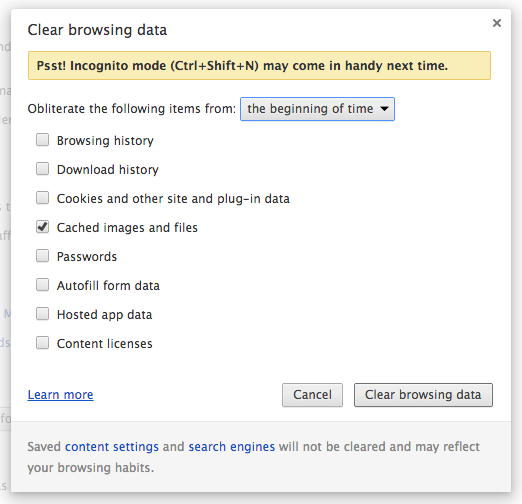 Clear browsing data
Psst! Incognito mode (Ctrl+Shift+N) may come in handy next time.
Obliterate the following items from: the beginning of time
Browsing history
Download history
Cookies and other site and plug-in data
Cached images and files
Passwords
Autofill form data
Hosted app data
Content licenses
Learn more Cancel Clear browsing data
Saved content settings and search engines will not be cleared and may reflect
your browsing habits.